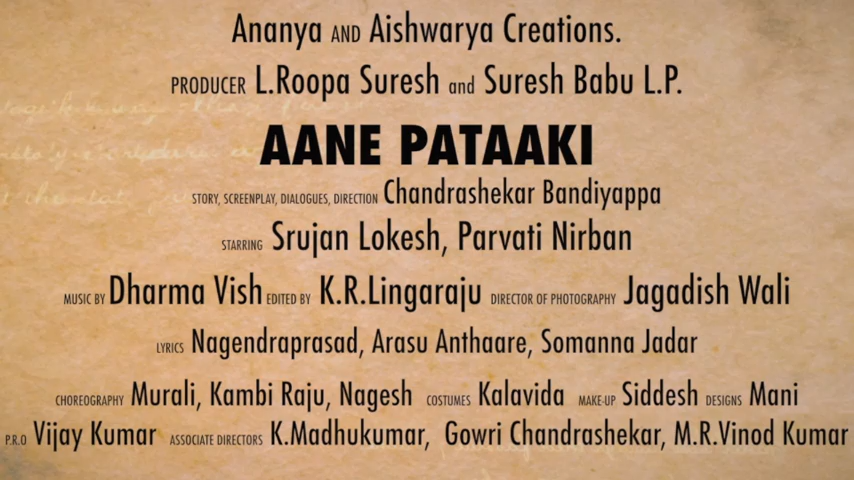 Ananya AND Aishwarya Creations.
PRODUCER L.Roopa Suresh and Suresh Babu L.P.
AANE PATAAKI
STORY, SCREENPLAY, DIALOGUES, DIRECTION Chandrashekar Bandiyappa
STARRING Srujan Lokesh, Parvati Nirban
MUSIC BY Dharma Vish EDITED BY K.R.Lingaraju DIRECTOR OF PHOTOGRAPHY Jagadish Wali
LYRICS Nagendraprasad, Arasu Anthaare, Somanna Jadar
CHOREOGRAPHY Murali, Kambi Raju, Nagesh COSTUMES Kalavida MAKE-UP Siddesh DESIGNS Mani
P.R.O Vijay Kumar ASSOCIATE DIRECTORS K.Madhukumar, Gowri Chandrashekar, M.R.Vinod Kumar